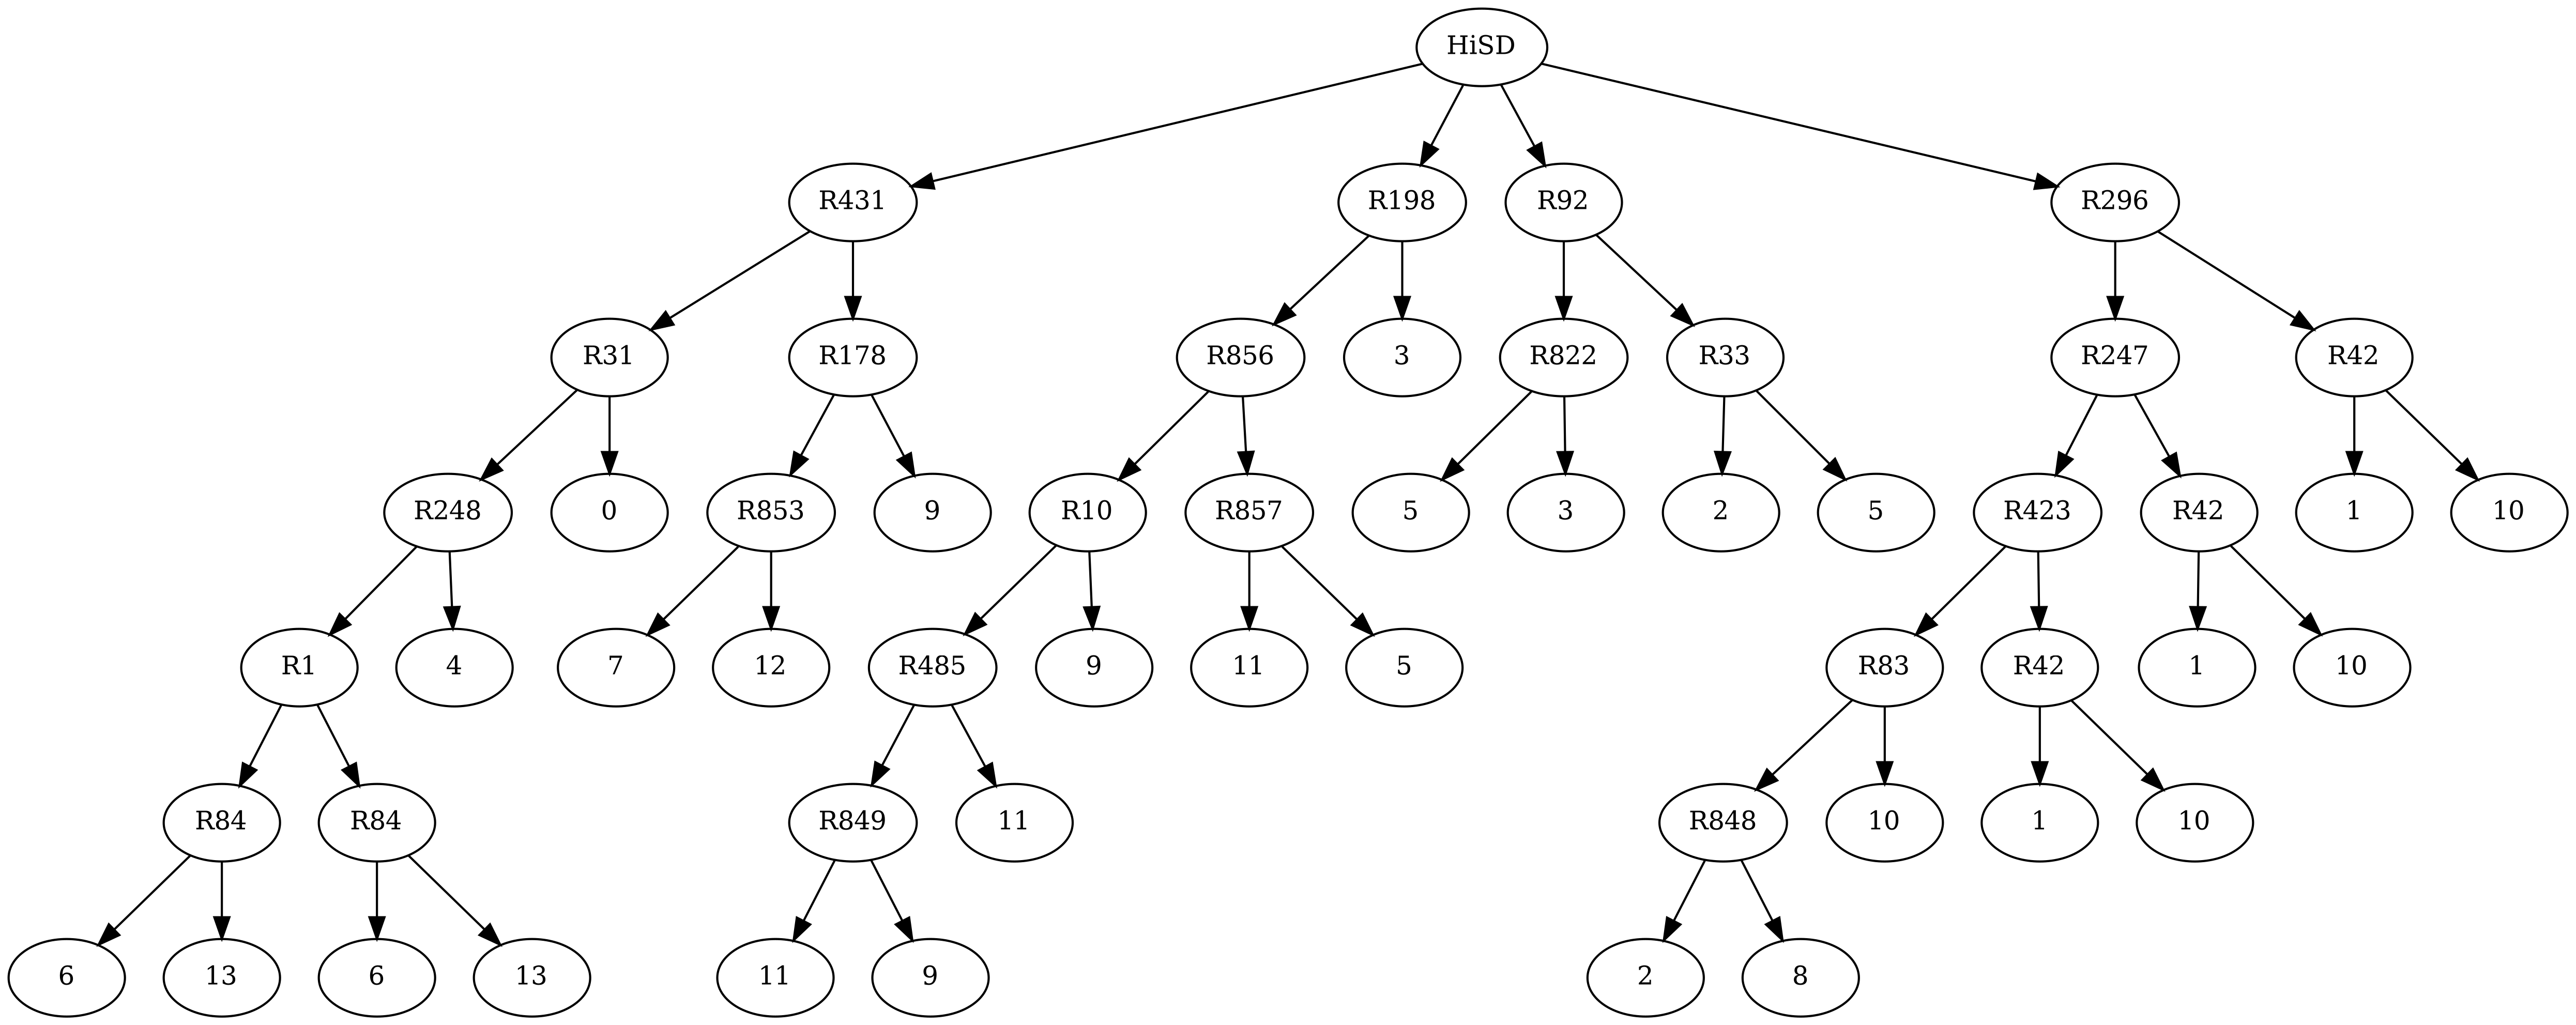 HiSD
R431 R198 R92 R296
R31 R178 R856 3 R822 R33 R247 R42
R248 0 R853 9 R10 R857 5 3 2 5 R423 R42 1 10
R1 4 7 12 R485 9 11 5 R83 R42 1 10
R84 R84 R849 11 R848 10 1 10
6 13 6 13 11 9 2 8